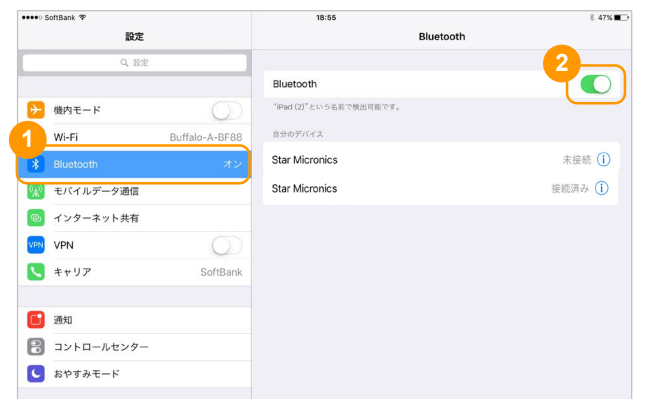 SoftBank 18:55 47%
設定
Bluetooth
設定
機内モード
1
Wi-Fi Buffalo-A-BF88
Bluetooth オン
モバイルデータ通信
インターネット共有
VPN VPN
キャリア SoftBank
通知
コントロールセンター
おやすみモード
2
Bluetooth
"iPad (2)"という名前で検出可能です。
自分のデバイス
Star Micronics 未接続
Star Micronics 接続済み